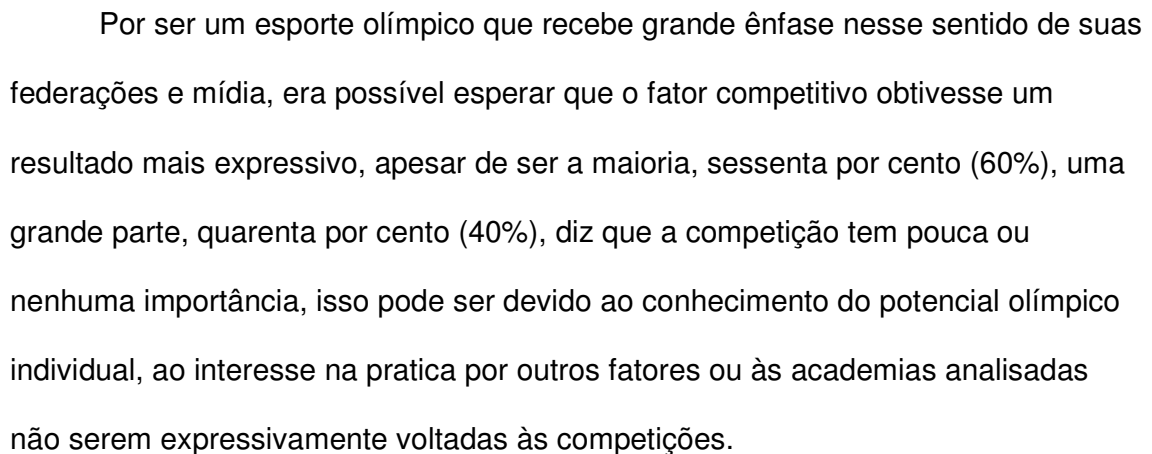 Por ser um esporte olímpico que recebe grande ênfase nesse sentido de suas
federações e mídia, era possível esperar que o fator competitivo obtivesse um
resultado mais expressivo, apesar de ser a maioria, sessenta por cento (60%), uma
grande parte, quarenta por cento (40%), diz que a competição tem pouca ou
nenhuma importância, isso pode ser devido ao conhecimento do potencial olímpico
individual, ao interesse na pratica por outros fatores ou às academias analisadas
não serem expressivamente voltadas às competições.